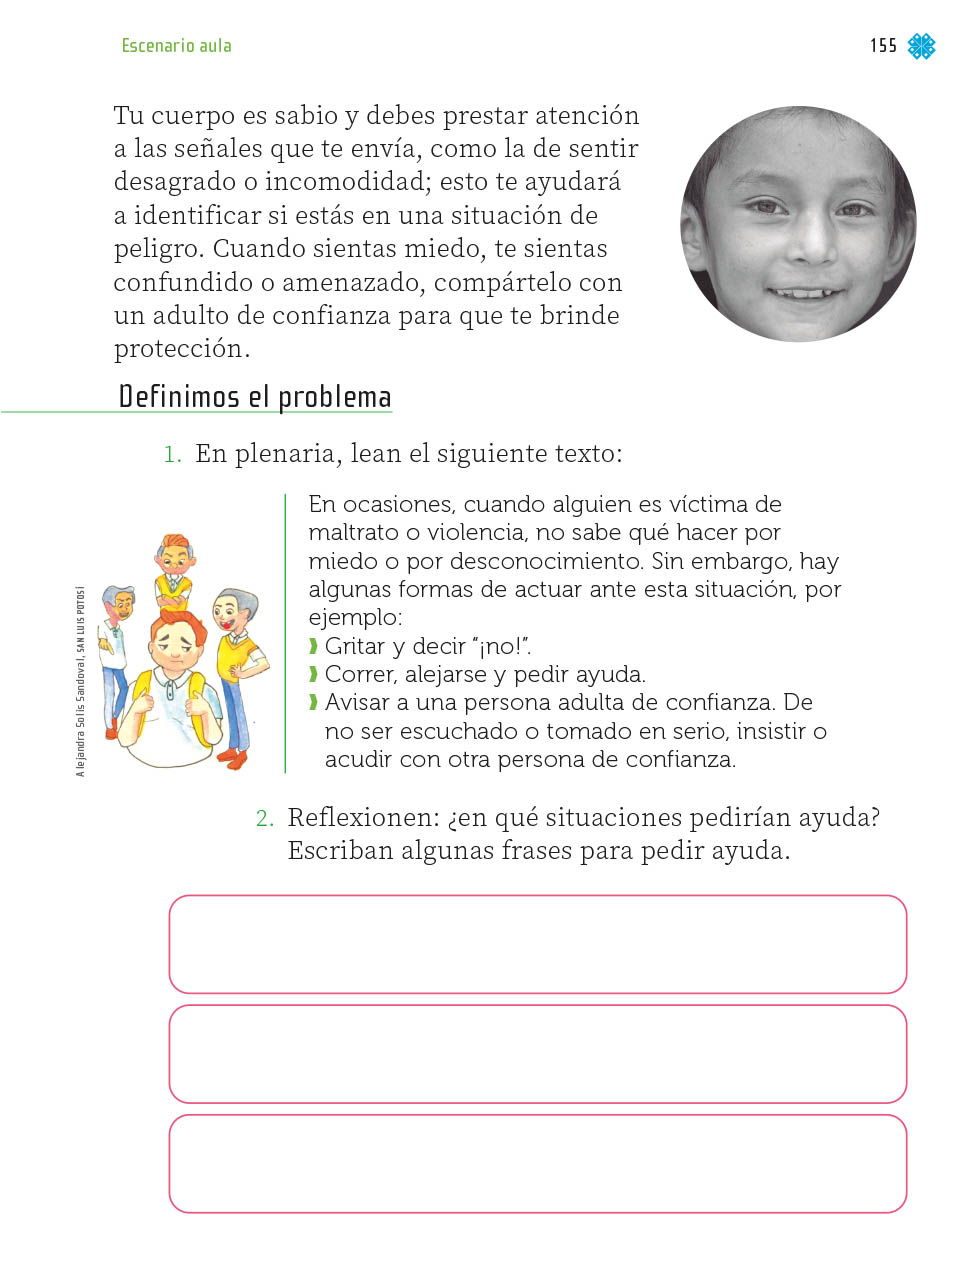 Escenario aula
155
Tu cuerpo es sabio y debes prestar atención
a las señales que te envía, como la de sentir
desagrado o incomodidad; esto te ayudará
a identificar si estás en una situación de
peligro. Cuando sientas miedo, te sientas
confundido o amenazado, compártelo con
un adulto de confianza para que te brinde
protección.
Definimos el problema
1. En plenaria, lean el siguiente texto:
En ocasiones, cuando alguien es víctima de
maltrato o violencia, no sabe qué hacer por
miedo o por desconocimiento. Sin embargo, hay
algunas formas de actuar ante esta situación, por
ejemplo:
Gritar y decir “¡no!”.
Correr, alejarse y pedir ayuda.
Avisar a una persona adulta de confianza. De
no ser escuchado o tomado en serio, insistir o
acudir con otra persona de confianza.
Alejandra Solís Sandoval, SAN LUIS POTOSÍ
2. Reflexionen: ¿en qué situaciones pedirían ayuda?
Escriban algunas frases para pedir ayuda.